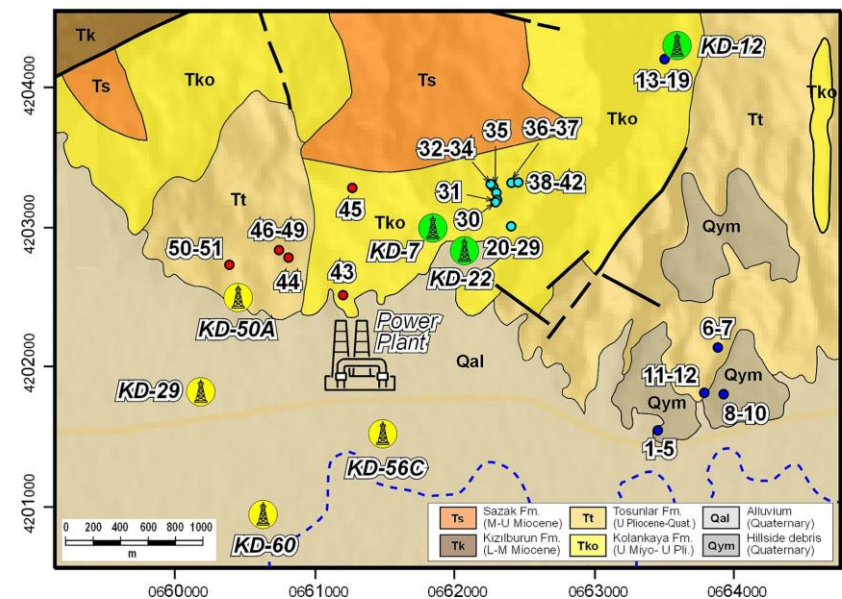 Tk
Ts
Tko
Ts
KD-12
13-19
Tko
Tt
Tko
35
36-37
32-34
38-42
31
30
45
Tko
KD-7
20-29
KD-22
Tt
46-49
50-51
44
43
KD-50A
Qym
Power
Plant
Qal
6-7
11-12
Qym
Qym
8-10
1-5
KD-29
KD-56C
KD-60
4204000
4203000
4202000
4201000
0 200 400 600 800 1000
m
Ts Sazak Fm.
(M-U Miocene)
Tt Tosunlar Fm.
(U Pliocene-Quat.)
Qal Alluvium
(Quaternary)
Tk Kızılburun Fm.
(L-M Miocene)
Tko Kolankaya Fm.
(U Miyo- U Pli.)
Qym Hillside debris
(Quaternary)
0660000 0661000 0662000 0663000 0664000